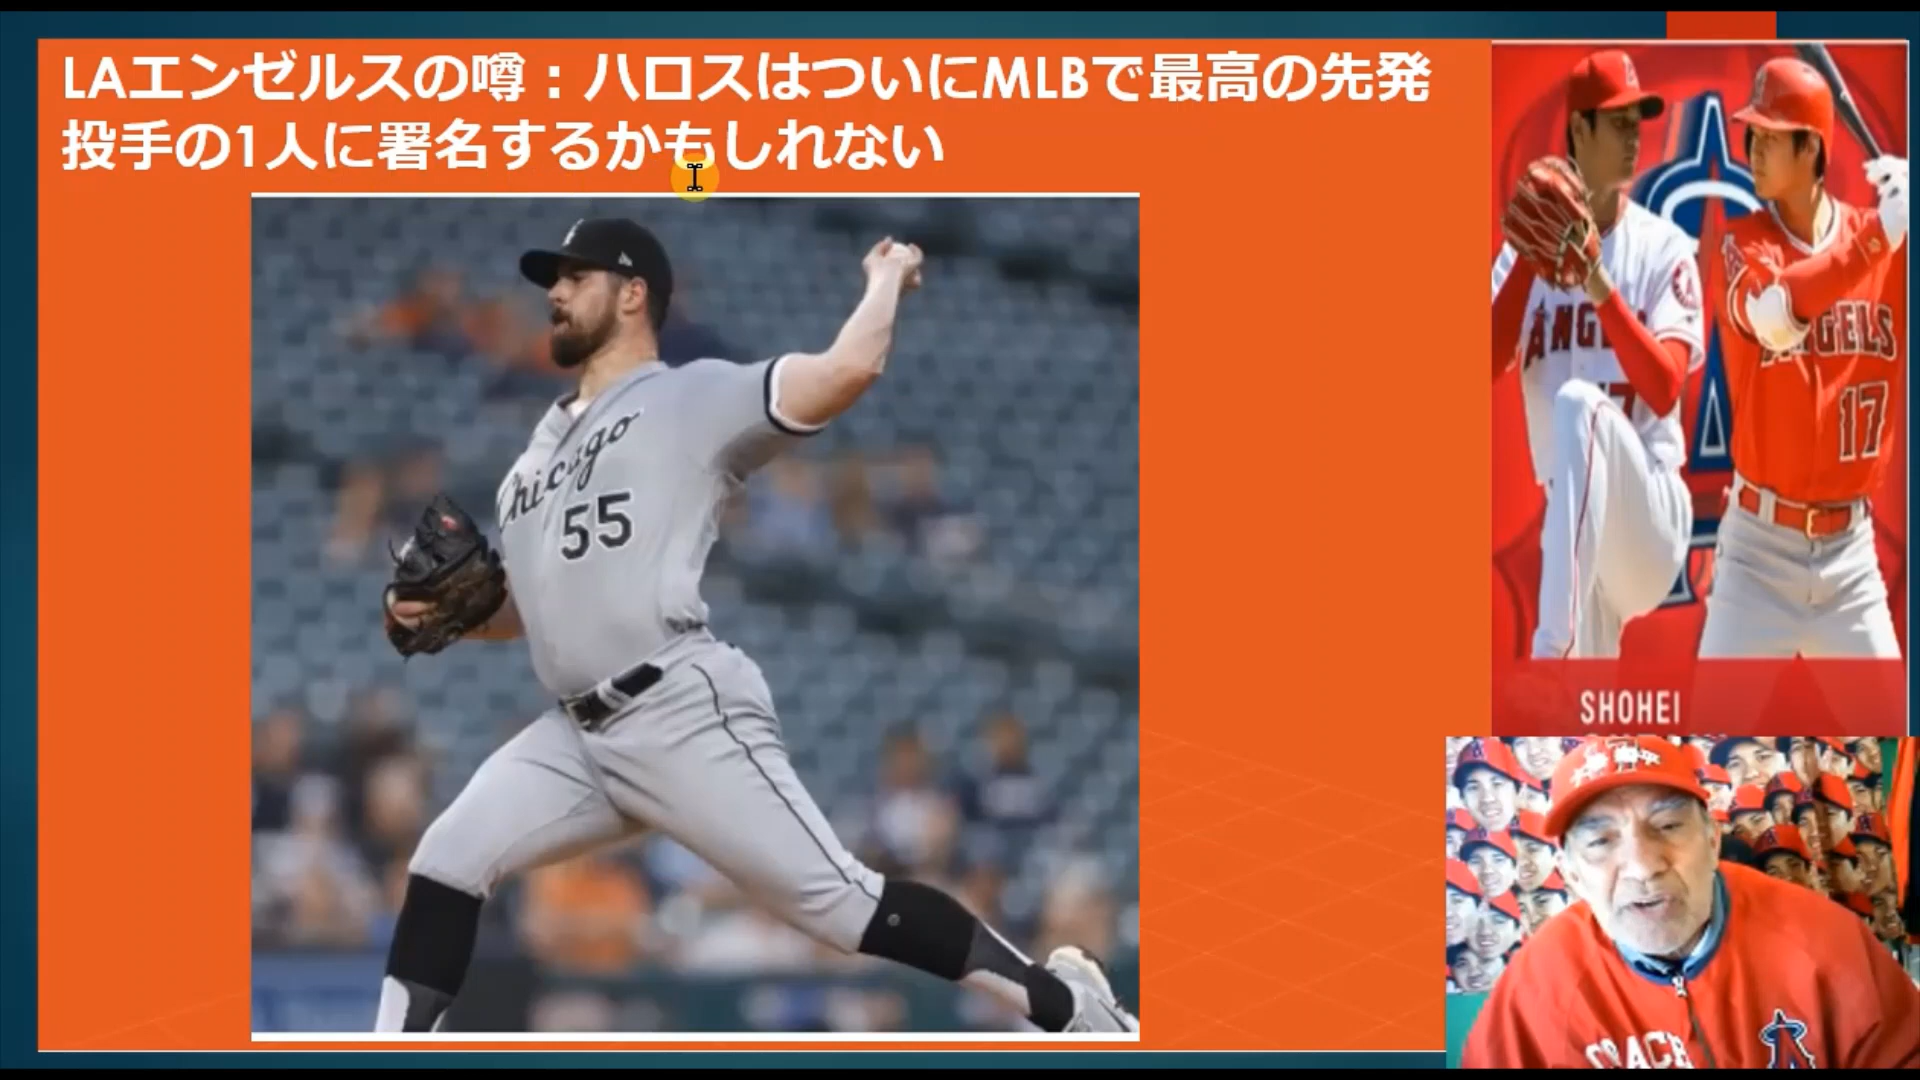 LAエンゼルスの噂：ハロスはついにMLBで最高の先発
投手の1人に署名するかもしれない
Chicago
55
ANGELS
17
SHOHEI